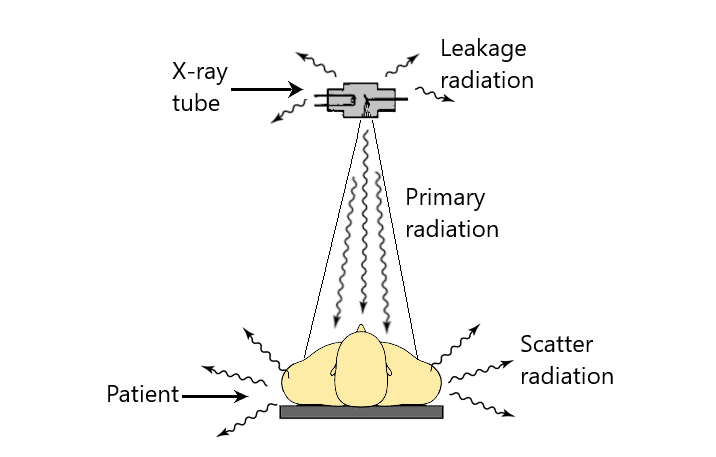 Leakage
radiation
X-ray
tube
Primary
radiation
Scatter
radiation
Patient